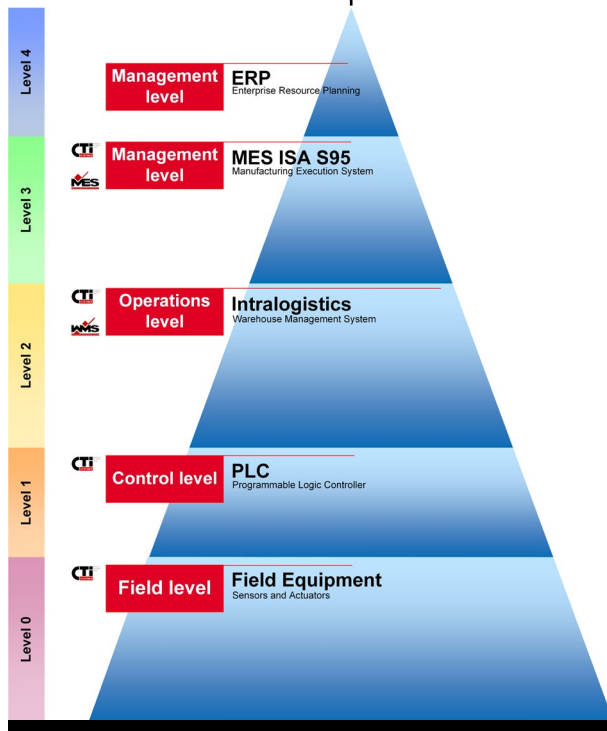 Level 4
Management
level
ERP
Enterprise Resource Planning
Level 3
CTi
MES
Management
level
MES ISA S95
Manufacturing Execution System
Level 2
CTi
WMS
Operations
level
Intralogistics
Warehouse Management System
Level 1
CTi
Control level
PLC
Programmable Logic Controller
Level 0
CTi
Field level
Field Equipment
Sensors and Actuators